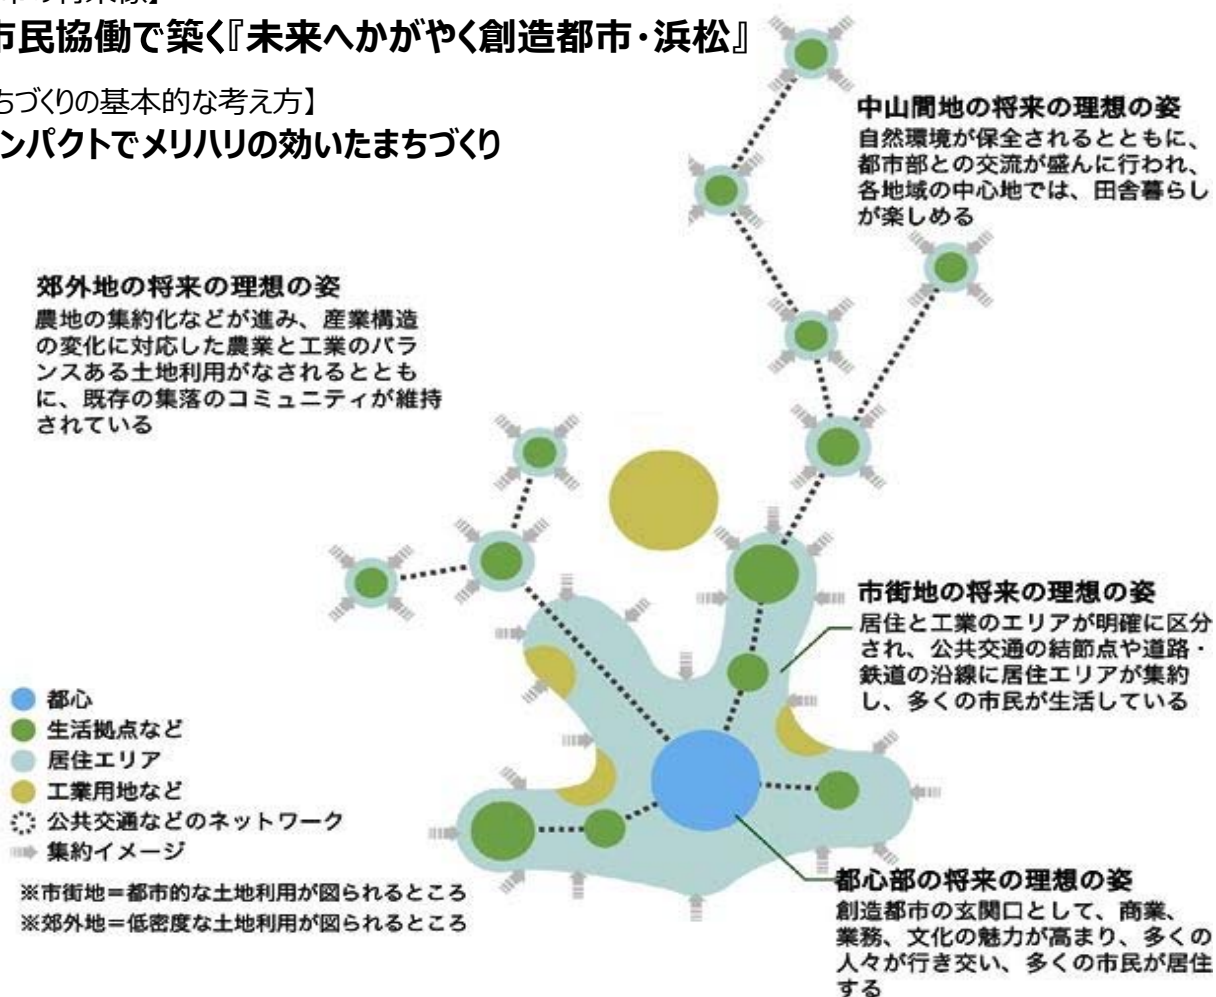 市民協働で築く『未来へかがやく創造都市・浜松』
ちづくりの基本的な考え方】
ンパクトでメリハリの効いたまちづくり
中山間地の将来の理想の姿
自然環境が保全されるとともに、
都市部との交流が盛んに行われ、
各地域の中心地では、田舎暮らし
が楽しめる
郊外地の将来の理想の姿
農地の集約化などが進み、産業構造
の変化に対応した農業と工業のバラ
ンスある土地利用がなされるととも
に、既存の集落のコミュニティが維持
されている
市街地の将来の理想の姿
居住と工業のエリアが明確に区分
され、公共交通の結節点や道路・
鉄道の沿線に居住エリアが集約
し、多くの市民が生活している
都心
生活拠点など
居住エリア
工業用地など
公共交通などのネットワーク
集約イメージ
※市街地＝都市的な土地利用が図られるところ
※郊外地＝低密度な土地利用が図られるところ
都心部の将来の理想の姿
創造都市の玄関口として、商業、
業務、文化の魅力が高まり、多くの
人々が行き交い、多くの市民が居住
する